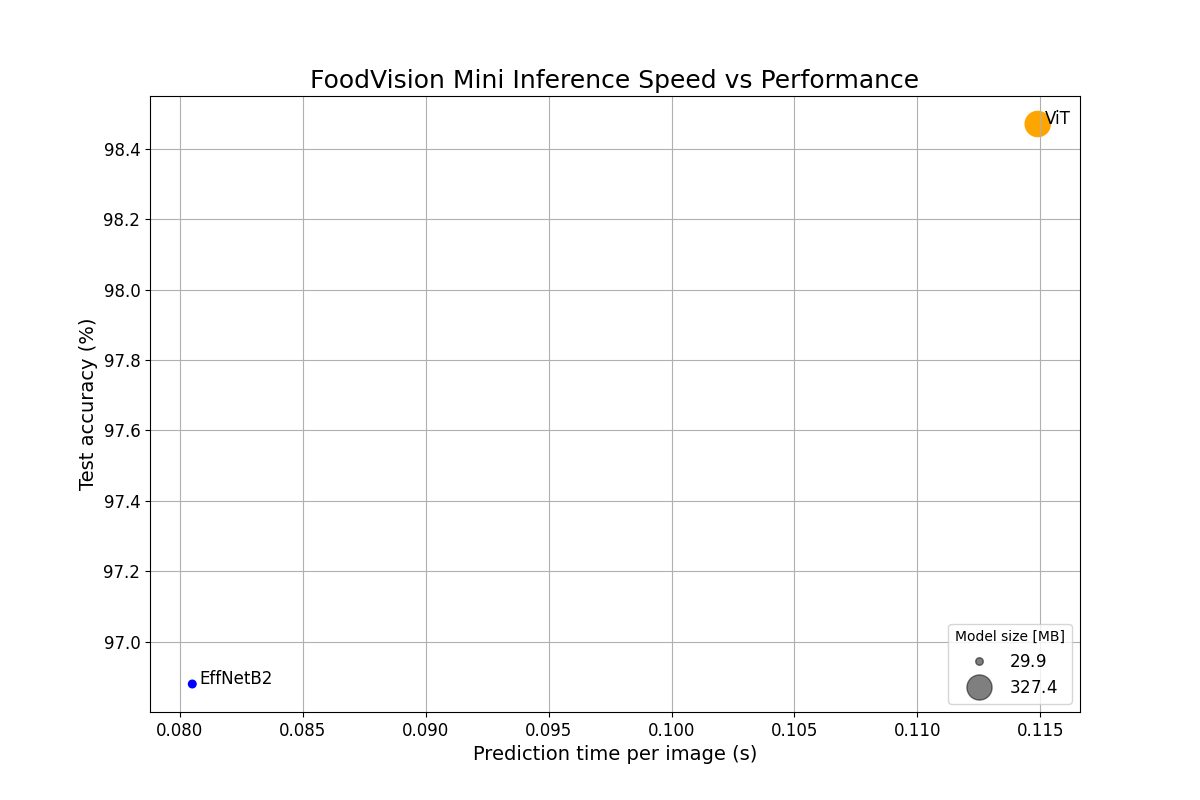 FoodVision Mini Inference Speed vs Performance
ViT
98.4
98.2
98.0
97.8
97.6
97.4
97.2
97.0
Test accuracy (%)
EffNetB2
Model size [MB]
29.9
327.4
0.080 0.085 0.090 0.095 0.100 0.105 0.110 0.115
Prediction time per image (s)